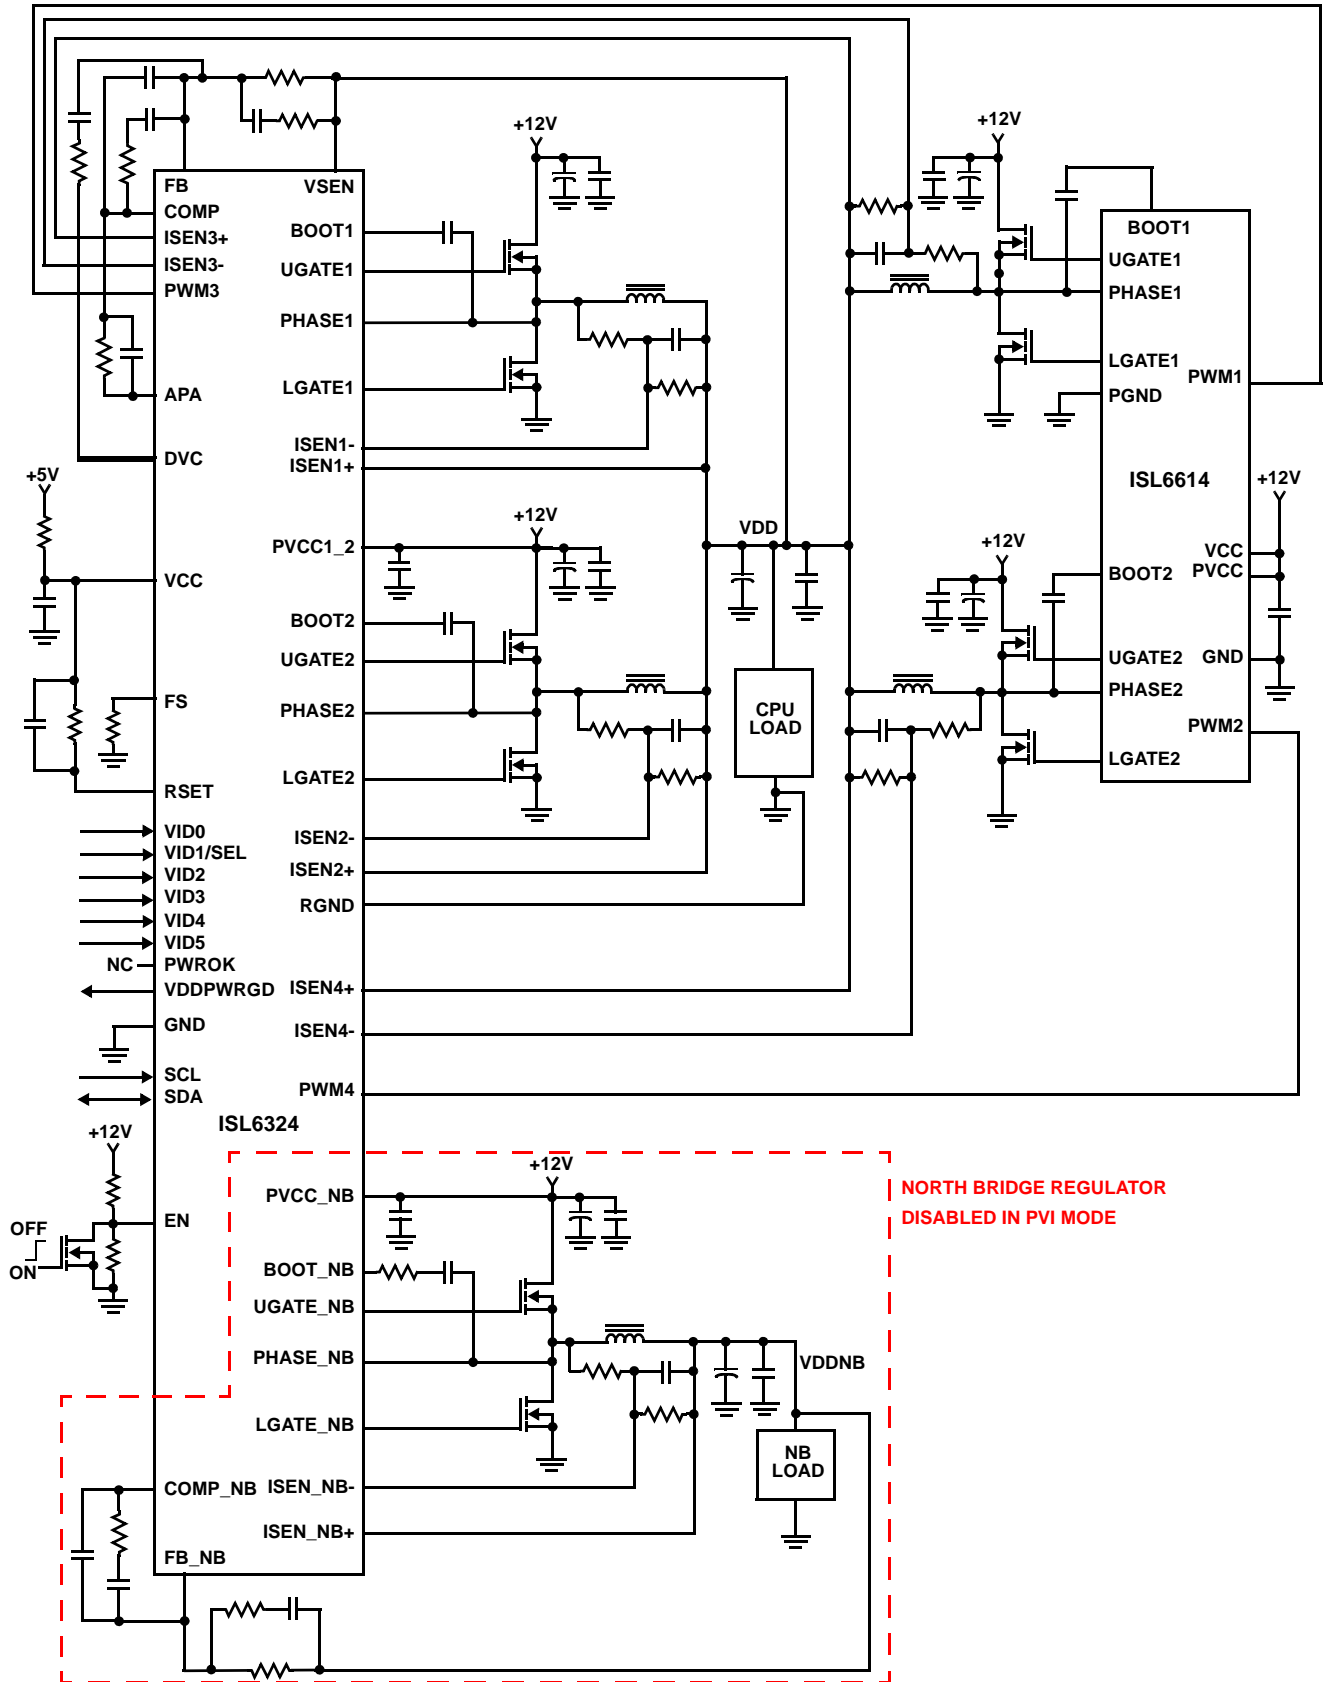 +12V
+12V
FB
VSEN
COMP
ISEN3+
ISEN3-
PWM3
APA
DVC
BOOT1
UGATE1
PHASE1
LGATE1
ISEN1-
ISEN1+
BOOT1
UGATE1
PHASE1
LGATE1
PWM1
PGND
ISL6614
+12V
+5V
+12V
VDD
+12V
PVCC1_2
VCC
VCC
PVCC
BOOT2
BOOT2
UGATE2
UGATE2
GND
PHASE2
PHASE2
PWM2
LGATE2
LGATE2
FS
CPU
LOAD
RSET
VID0
VID1/SEL
VID2
VID3
VID4
VID5
NC
PWROK
VDDPWRGD
GND
SCL
SDA
ISEN2-
ISEN2+
RGND
ISEN4+
ISEN4-
PWM4
ISL6324
+12V
EN
OFF
ON
+12V
NORTH BRIDGE REGULATOR
DISABLED IN PVI MODE
PVCC_NB
BOOT_NB
UGATE_NB
PHASE_NB
VDDNB
LGATE_NB
NB
LOAD
COMP_NB
ISEN_NB-
ISEN_NB+
FB_NB